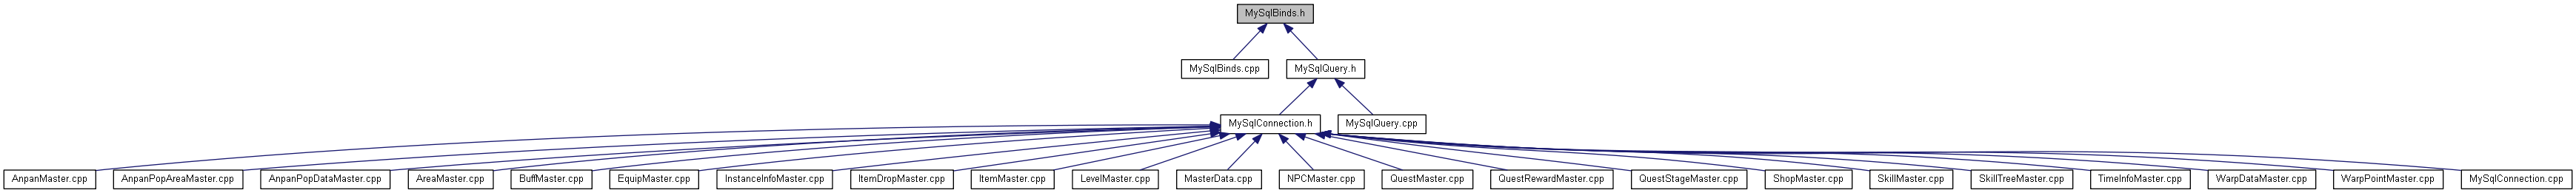 MySqlBinds.h
MySqlBinds.cpp
MySqlQuery.h
MySqlConnection.h
MySqlQuery.cpp
AnpanMaster.cpp
AnpanPopAreaMaster.cpp
AnpanPopDataMaster.cpp
AreaMaster.cpp
BuffMaster.cpp
EquipMaster.cpp
InstanceInfoMaster.cpp
ItemDropMaster.cpp
ItemMaster.cpp
LevelMaster.cpp
MasterData.cpp
NPCMaster.cpp
QuestMaster.cpp
QuestRewardMaster.cpp
QuestStageMaster.cpp
ShopMaster.cpp
SkillMaster.cpp
SkillTreeMaster.cpp
TimeInfoMaster.cpp
WarpDataMaster.cpp
WarpPointMaster.cpp
MySqlConnection.cpp